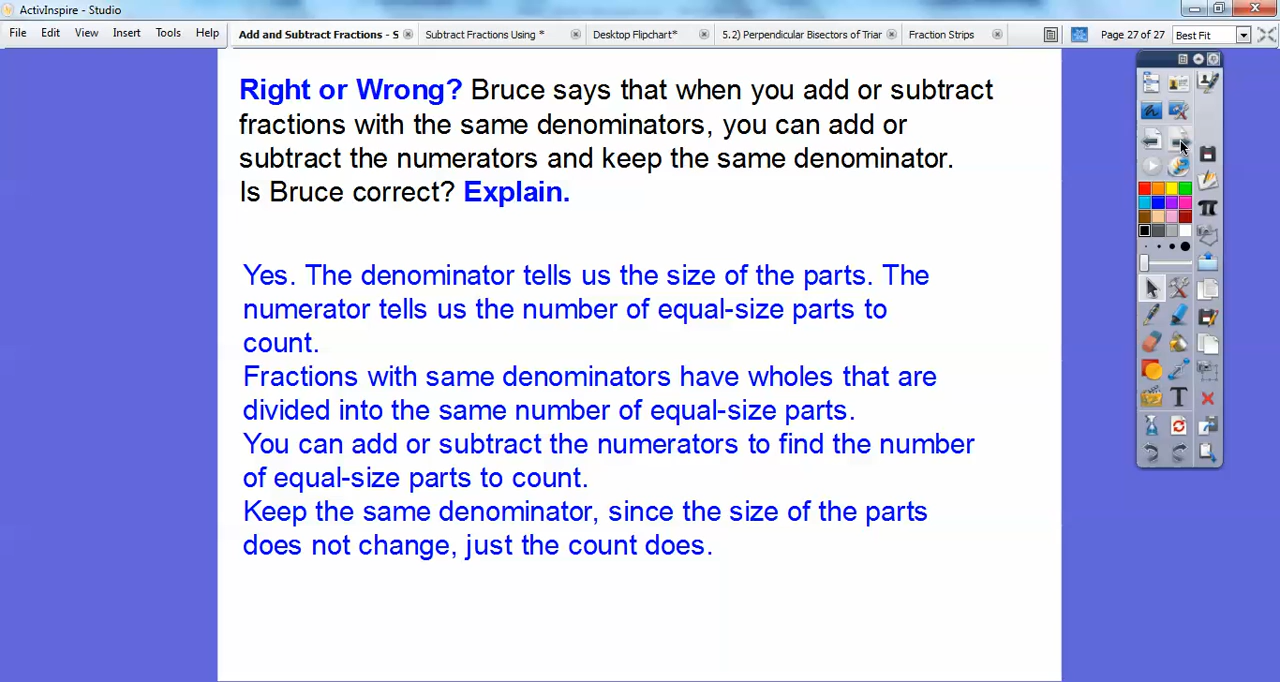 ActivInspire - Studio
File Edit View Insert Tools Help
Add and Subtract Fractions - S Subtract Fractions Using * Desktop Flipchart* 5.2) Perpendicular Bisectors of Triar Fraction Strips Page 27 of 27 Best Fit
Right or Wrong? Bruce says that when you add or subtract
fractions with the same denominators, you can add or
subtract the numerators and keep the same denominator.
Is Bruce correct? Explain.
Yes. The denominator tells us the size of the parts. The
numerator tells us the number of equal-size parts to
count.
Fractions with same denominators have wholes that are
divided into the same number of equal-size parts.
You can add or subtract the numerators to find the number
of equal-size parts to count.
Keep the same denominator, since the size of the parts
does not change, just the count does.